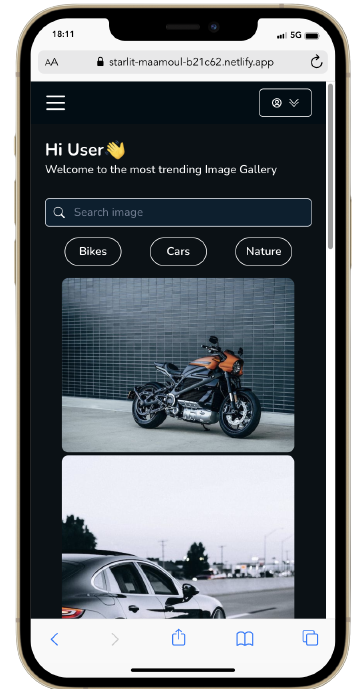 18:11
5G
AA
starlit-maamoul-b21c62.netlify.app
Hi User👋
Welcome to the most trending Image Gallery
Search image
Bikes
Cars
Nature